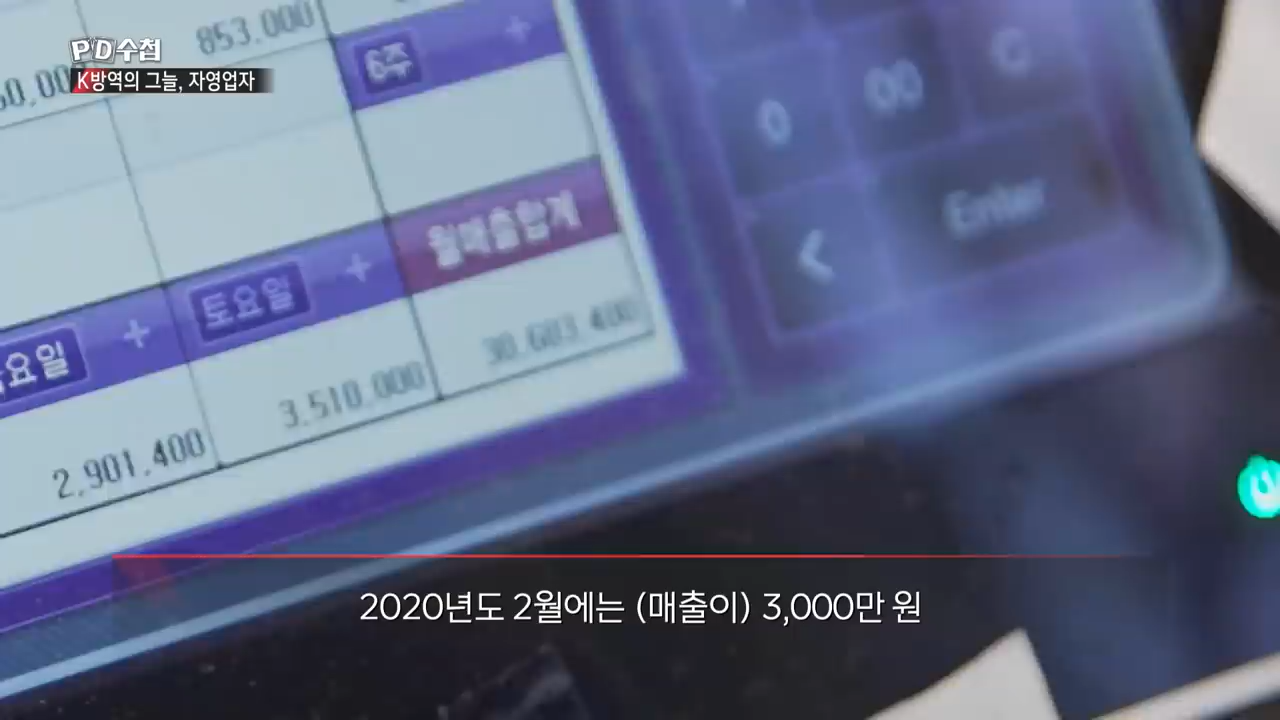 PD수첩
K방역의 그늘, 자영업자
853,000
6주
0
00
C
Enter
<
월매출합계
도요일
요일
30,603,400
3,510,000
2,901,400
2020년도 2월에는 (매출이) 3,000만 원